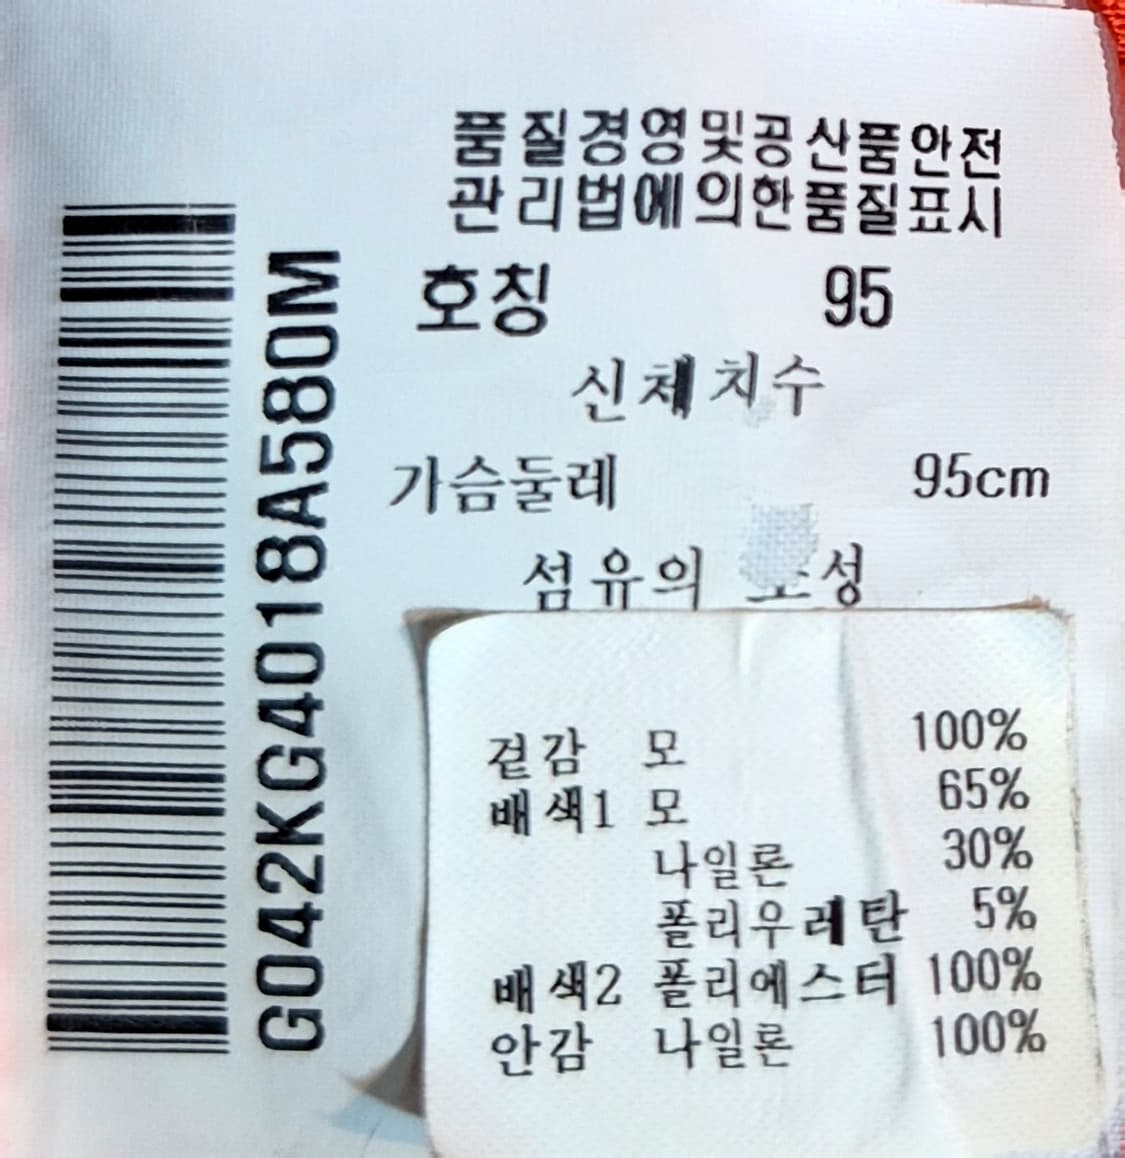 품질경영및공산품안전
관리법에의한품질표시
호칭 95
신체치수
가슴둘레 95cm
섬유의 조성
겉감 모 100%
배색1 모 65%
나일론 30%
폴리우레탄 5%
배색2 폴리에스터 100%
안감 나일론 100%
G042KG4018A580M